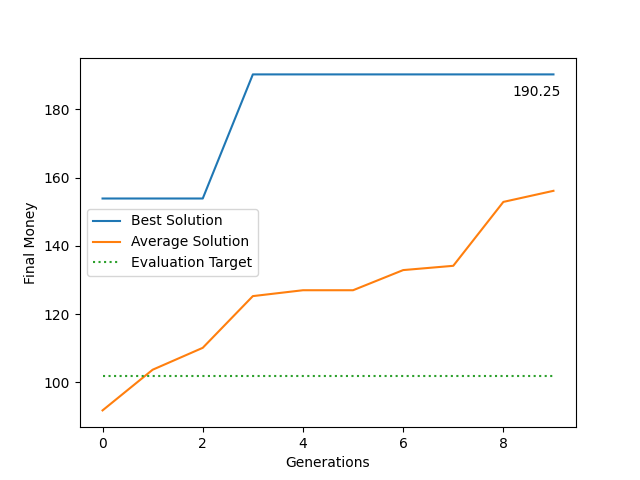 180
160
140
120
100
0
2
4
6
8
Final Money
Generations
190.25
Best Solution
Average Solution
Evaluation Target